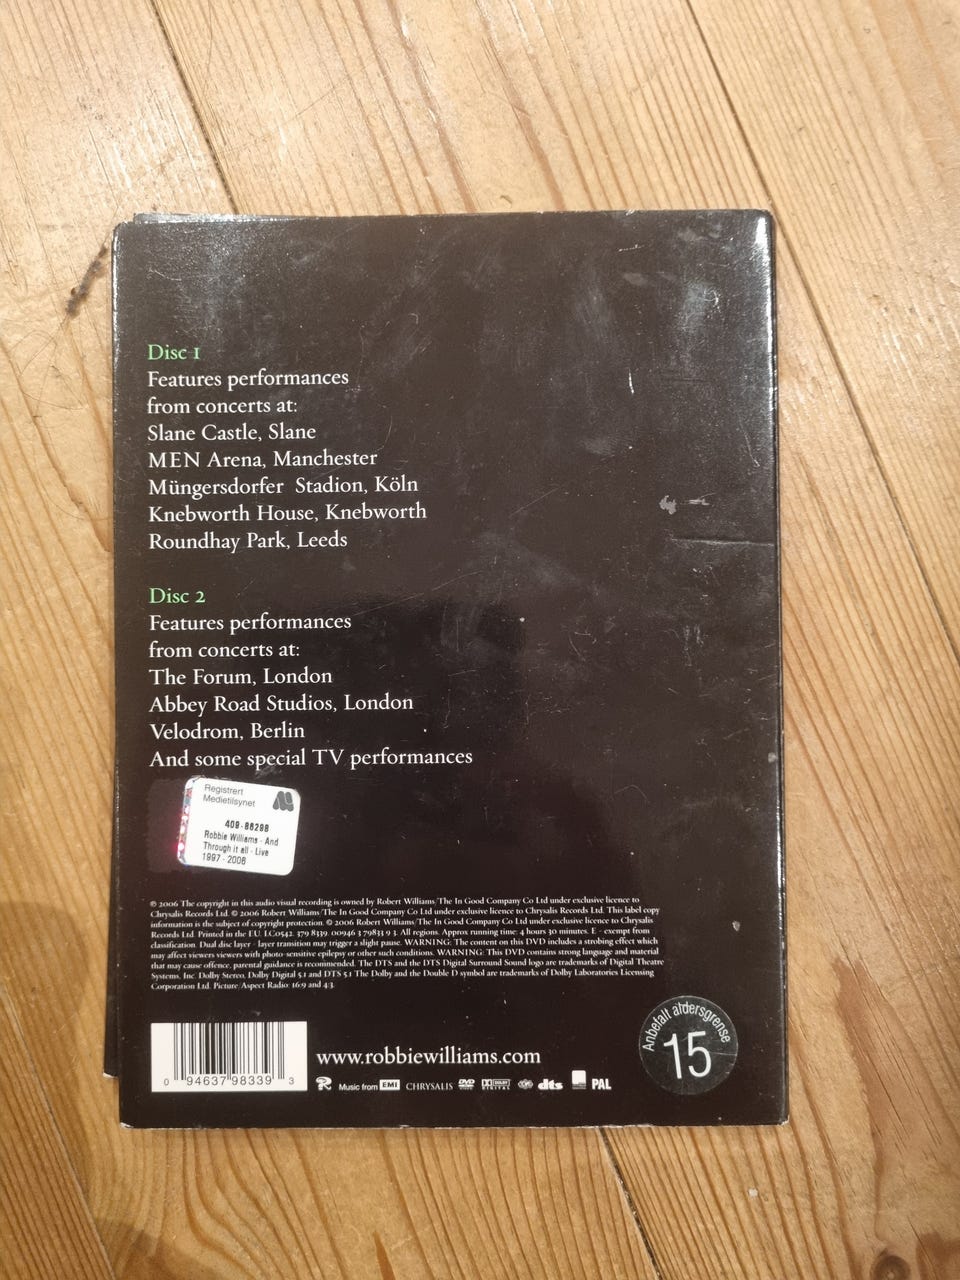 Disc 1
Features performances
from concerts at:
Slane Castle, Slane
MEN Arena, Manchester
Müngersdorfer Stadion, Köln
Knebworth House, Knebworth
Roundhay Park, Leeds
Disc 2
Features performances
from concerts at:
The Forum, London
Abbey Road Studios, London
Velodrom, Berlin
And some special TV performances
Registrert
Medietilsynet
409-86298
Robbie Williams - And
Through it all - Live
1997 - 2006
℗ 2006 The copyright in this audio visual recording is owned by Robert Williams/The In Good Company Co Ltd under exclusive licence to
Chrysalis Records Ltd. © 2006 Robert Williams/The In Good Company Co Ltd under exclusive licence to Chrysalis Records Ltd. This label copy
information is the subject of copyright protection. © 2006 Robert Williams/The In Good Company Co Ltd under exclusive licence to Chrysalis
Records Ltd. Printed in the EU. LC0542. 379 8339. 00946 3 79833 9 3. All regions. Approx running time: 4 hours 30 minutes. E - exempt from
classification. Dual disc layer - layer transition may trigger a slight pause. WARNING: The content on this DVD includes a strobing effect which
may affect viewers viewers with photo-sensitive epilepsy or other such conditions. WARNING: This DVD contains strong language and material
that may cause offence, parental guidance is recommended. The DTS and the DTS Digital Surround Sound logo are trademarks of Digital Theatre
Systems, Inc. Dolby Stereo, Dolby Digital 5.1 and DTS 5.1 The Dolby and the Double D symbol are trademarks of Dolby Laboratories Licensing
Corporation Ltd. Picture Aspect Radio: 16:9 and 4:3.
Anbefalt aldersgrense
15
0 94637 98339 3
www.robbiewilliams.com
Music from EMI CHRYSALIS DVD DOLBY DIGITAL dts PAL